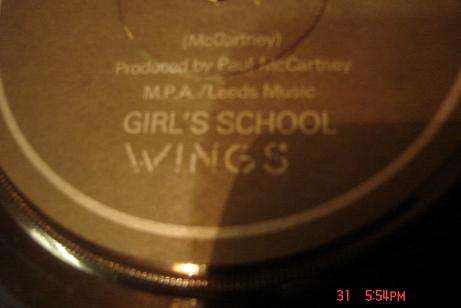 (McCartney)
Produced by Paul McCartney
M.P.A./Leeds Music
GIRL'S SCHOOL
WINGS
31 5:54PM